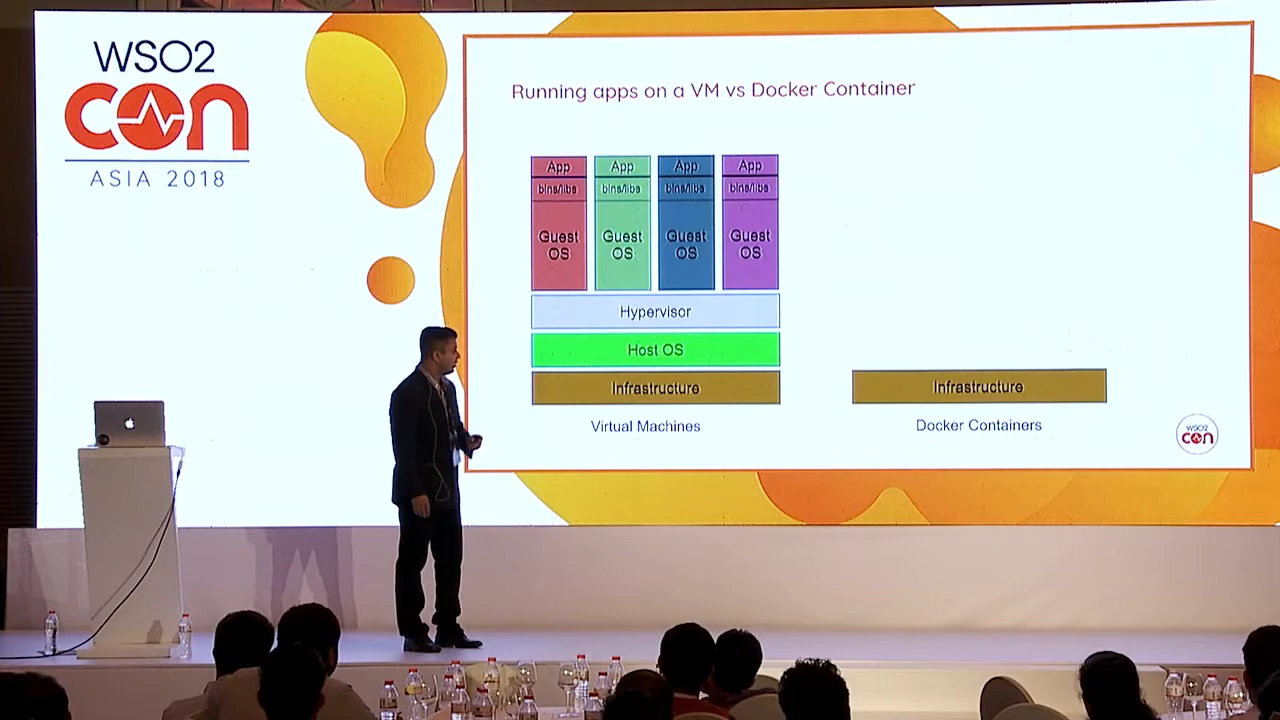 WSO2
con
ASIA 2018
Running apps on a VM vs Docker Container
App App App App
bins/libs bins/libs bins/libs bins/libs
Guest Guest Guest Guest
OS OS OS OS
Hypervisor
Host OS
Infrastructure
Infrastructure
Virtual Machines
Docker Containers
WSO2
con